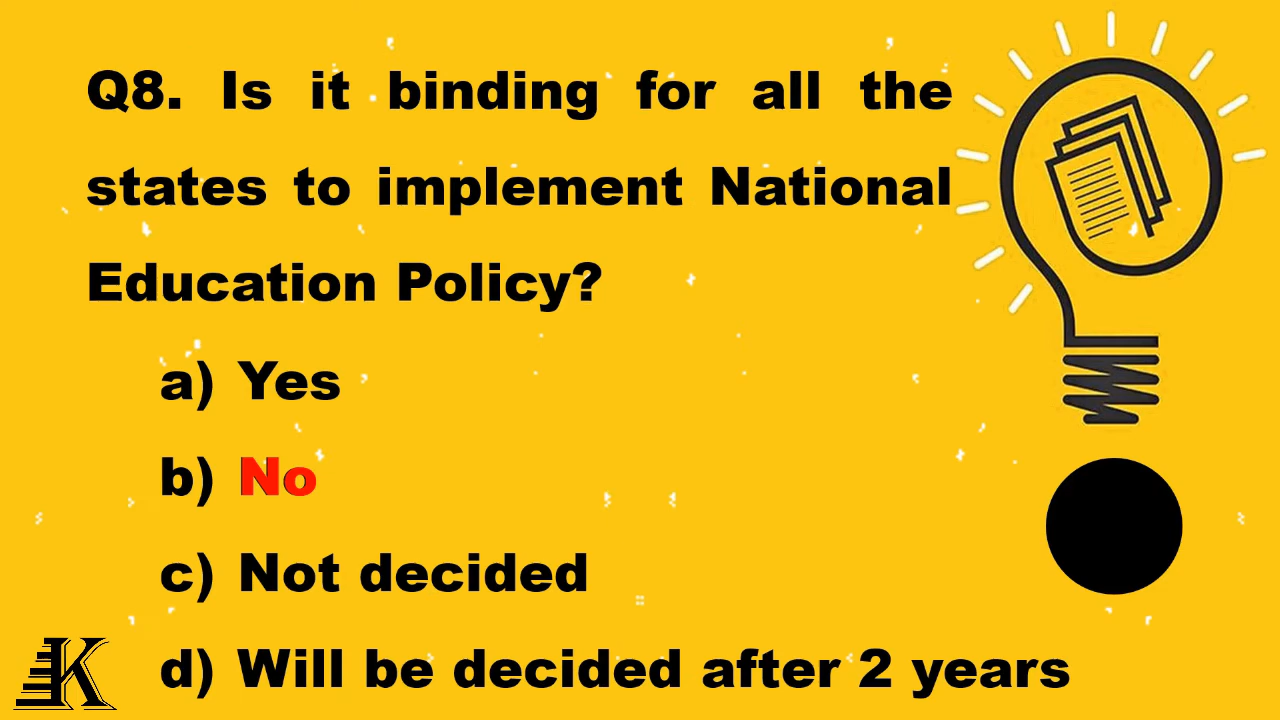 Q8. Is it binding for all the
states to implement National
Education Policy?
a) Yes
b) No
c) Not decided
d) Will be decided after 2 years
K